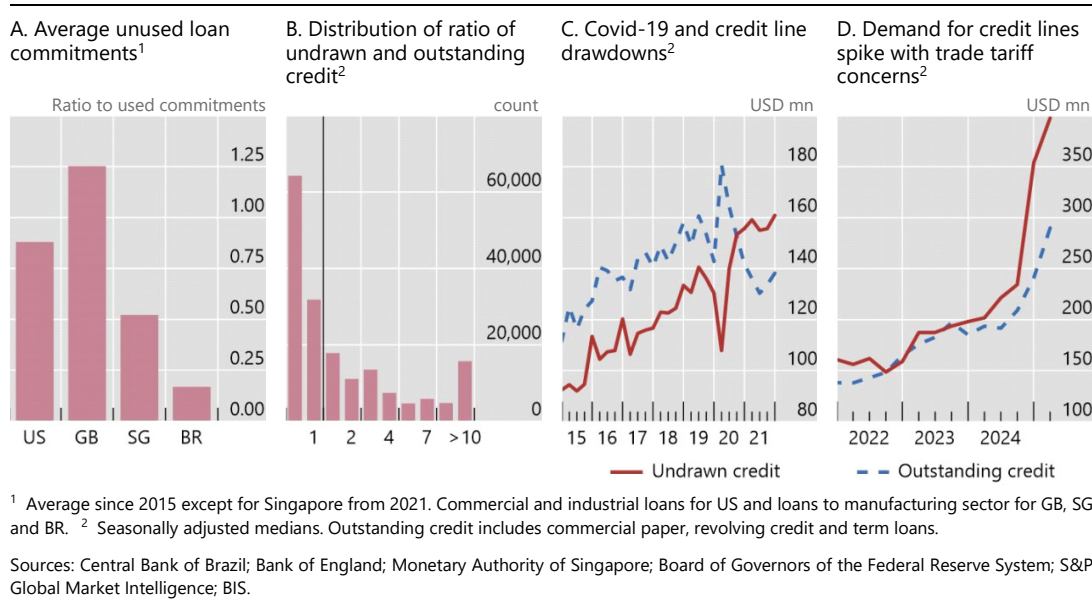 A. Average unused loan
commitments1
Ratio to used commitments
1.25
1.00
0.75
0.50
0.25
0.00
US GB SG BR
B. Distribution of ratio of
undrawn and outstanding
credit2
count
60,000
40,000
20,000
0
1 2 4 7 >10
C. Covid-19 and credit line
drawdowns2
USD mn
180
160
140
120
100
80
15 16 17 18 19 20 21
D. Demand for credit lines
spike with trade tariff
concerns2
USD mn
350
300
250
200
150
100
2022 2023 2024
Undrawn credit Outstanding credit
1 Average since 2015 except for Singapore from 2021. Commercial and industrial loans for US and loans to manufacturing sector for GB, SG
and BR. 2 Seasonally adjusted medians. Outstanding credit includes commercial paper, revolving credit and term loans.
Sources: Central Bank of Brazil; Bank of England; Monetary Authority of Singapore; Board of Governors of the Federal Reserve System; S&P
Global Market Intelligence; BIS.